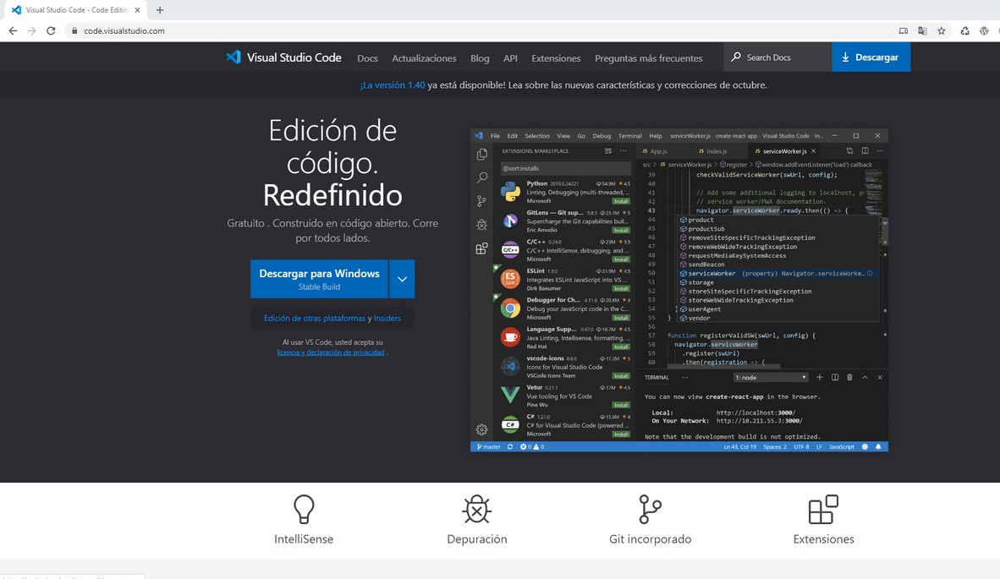 Visual Studio Code - Code Editin
code.visualstudio.com
Visual Studio Code
Docs
Actualizaciones
Blog
API
Extensiones
Preguntas más frecuentes
Search Docs
Descargar
¡La versión 1.40 ya está disponible! Lea sobre las nuevas características y correcciones de octubre.
Edición de
código.
Redefinido
Gratuito . Construido en código abierto. Corre
por todos lados.
Descargar para Windows
Stable Build
Edición de otras plataformas y Insiders
Al usar VS Code, usted acepta su
licencia y declaración de privacidad .
File Edit Selection View Go Debug Terminal Help serviceWorker.js - create-react-app - Visual Studio Code - In...
EXTENSIONS: MARKETPLACE
@sort:installs
Python 2019.6.24221 54.9M 4.5
Linting, Debugging (multi-threaded, ...
Microsoft Install
GitLens — Git sup... 9.8.5 23.1M 5
Supercharge the Git capabilities buil...
Eric Amodio Install
C/C++ 0.24.0 23M 3.5
C/C++ IntelliSense, debugging, and ...
Microsoft Install
ESLint 1.9.0 21.9M 4.5
Integrates ESLint JavaScript into VS ...
Dirk Baeumer Install
Debugger for Ch... 4.11.6 20.6M 4
Debug your JavaScript code in the C...
Microsoft Install
Language Supp... 0.47.0 18.7M 4.5
Java Linting, Intellisense, formatting, ...
Red Hat Install
vscode-icons 8.8.0 17.2M 5
Icons for Visual Studio Code
VSCode Icons Team Install
Vetur 0.21.1 17M 4.5
Vue tooling for VS Code
Pine Wu Install
C# 1.21.0 15.6M 4
C# for Visual Studio Code (powered ...
Microsoft Install
JS App.js
JS index.js
JS serviceWorker.js
src > JS serviceWorker.js > register > window.addEventListener('load') callback
39 checkValidServiceWorker(swUrl, config);
40
41 // Add some additional logging to localhost, p
42 // service worker/PWA documentation.
43 navigator.serviceWorker.ready.then(() => {
44 product
45 productSub
46 removeSiteSpecificTrackingException
47 removeWebWideTrackingException
48 requestMediaKeySystemAccess
49 sendBeacon
50 serviceWorker (property) Navigator.serviceWorke...
51 storage
52 storeSiteSpecificTrackingException
53 storeWebWideTrackingException
54 } userAgent
55 } vendor
56
57 function registerValidSW(swUrl, config) {
58 navigator.serviceWorker
59 .register(swUrl)
60 .then(registration => {
TERMINAL ... 1: node
You can now view create-react-app in the browser.
Local: http://localhost:3000/
On Your Network: http://10.211.55.3:3000/
Note that the development build is not optimized.
master 0 0
Ln 43, Col 19 Spaces: 2 UTF-8 LF JavaScript
IntelliSense
Depuración
Git incorporado
Extensiones